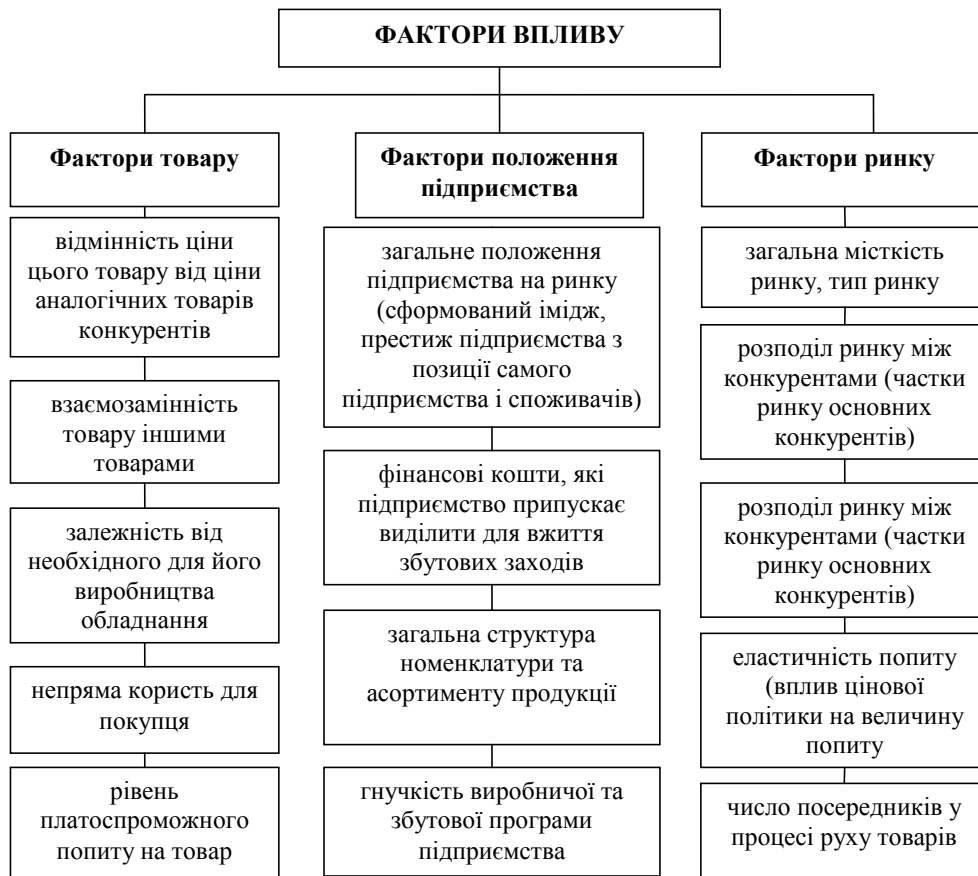 ФАКТОРИ ВПЛИВУ
Фактори товару
відмінність ціни
цього товару від ціни
аналогічних товарів
конкурентів
взаємозамінність
товару іншими
товарами
залежність від
необхідного для його
виробництва
обладнання
непряма користь для
покупця
рівень
платоспроможного
попиту на товар
Фактори положення
підприємства
загальне положення
підприємства на ринку
(сформований імідж,
престиж підприємства з
позиції самого
підприємства і споживачів)
фінансові кошти, які
підприємство припускає
виділити для вжиття
збутових заходів
загальна структура
номенклатури та
асортименту продукції
гнучкість виробничої та
збутової програми
підприємства
Фактори ринку
загальна місткість
ринку, тип ринку
розподіл ринку між
конкурентами (частки
ринку основних
конкурентів)
розподіл ринку між
конкурентами (частки
ринку основних
конкурентів)
еластичність попиту
(вплив цінової
політики на величину
попиту
число посередників у
процесі руху товарів